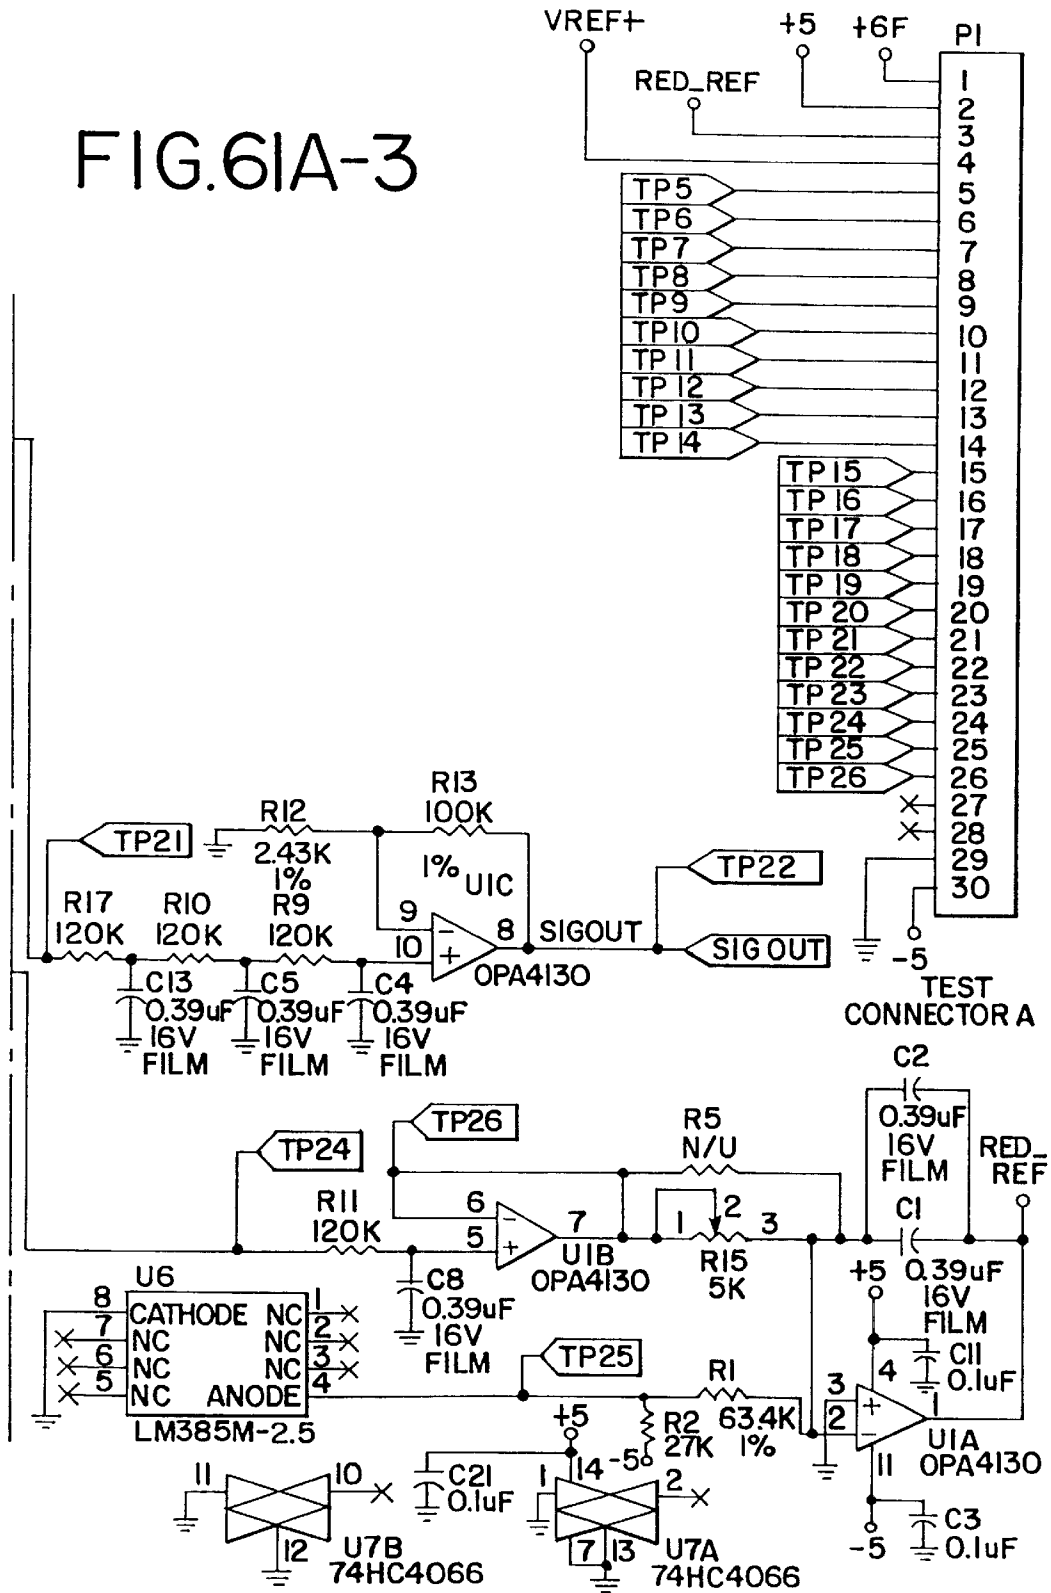 VREF+ +5 +6F P1
RED_REF
FIG.61A-3
1
2
3
4
TP5 5
TP6 6
TP7 7
TP8 8
TP9 9
TP10 10
TP11 11
TP12 12
TP13 13
TP14 14
TP15 15
TP16 16
TP17 17
TP18 18
TP19 19
TP20 20
TP21 21
TP22 22
TP23 23
TP24 24
TP25 25
TP26 26
27
28
29
30
-5
TEST
CONNECTOR A
R12
2.43K
1%
R13
100K
1%
U1C
TP21
TP22
R17
120K
R10
120K
R9
120K
9
10
8
-
+
OPA4130
SIGOUT
SIGOUT
C13
0.39uF
16V
FILM
C5
0.39uF
16V
FILM
C4
0.39uF
16V
FILM
C2
0.39uF
16V
FILM
TP26
TP24
R5
N/U
RED_
REF
R11
120K
6
5
7
-
+
U1B
OPA4130
1 2 3
R15
5K
C1
0.39uF
16V
FILM
+5
C8
0.39uF
16V
FILM
U6
8 CATHODE NC 1
7 NC NC 2
6 NC NC 3
5 NC ANODE 4
LM385M-2.5
TP25
R1
63.4K
1%
R2
27K
-5
C11
0.1uF
4
3
2
1
+
-
11
U1A
OPA4130
C3
0.1uF
-5
11 10
12
U7B
74HC4066
+5
C21
0.1uF
1 14 2
7 13
U7A
74HC4066